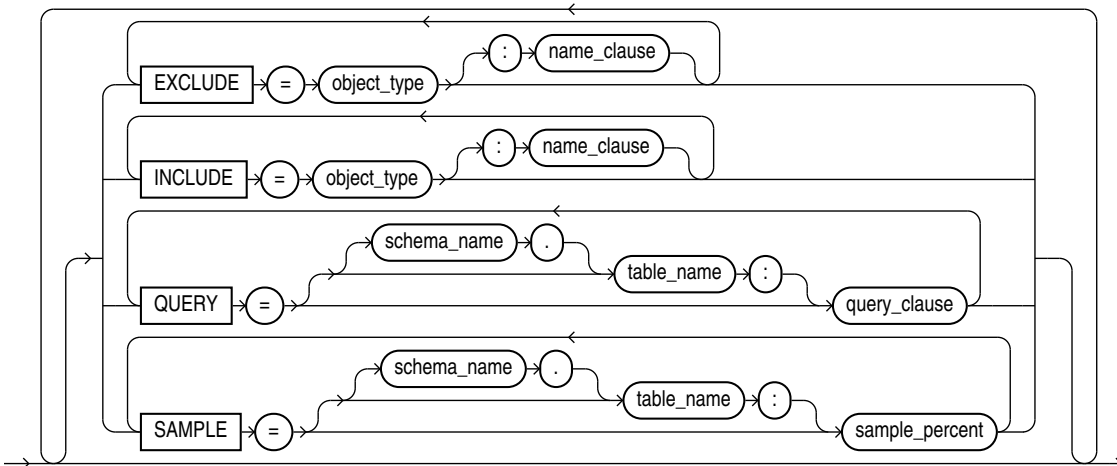 : name_clause
EXCLUDE = object_type
: name_clause
INCLUDE = object_type
schema_name .
table_name :
QUERY = query_clause
schema_name .
table_name :
SAMPLE = sample_percent